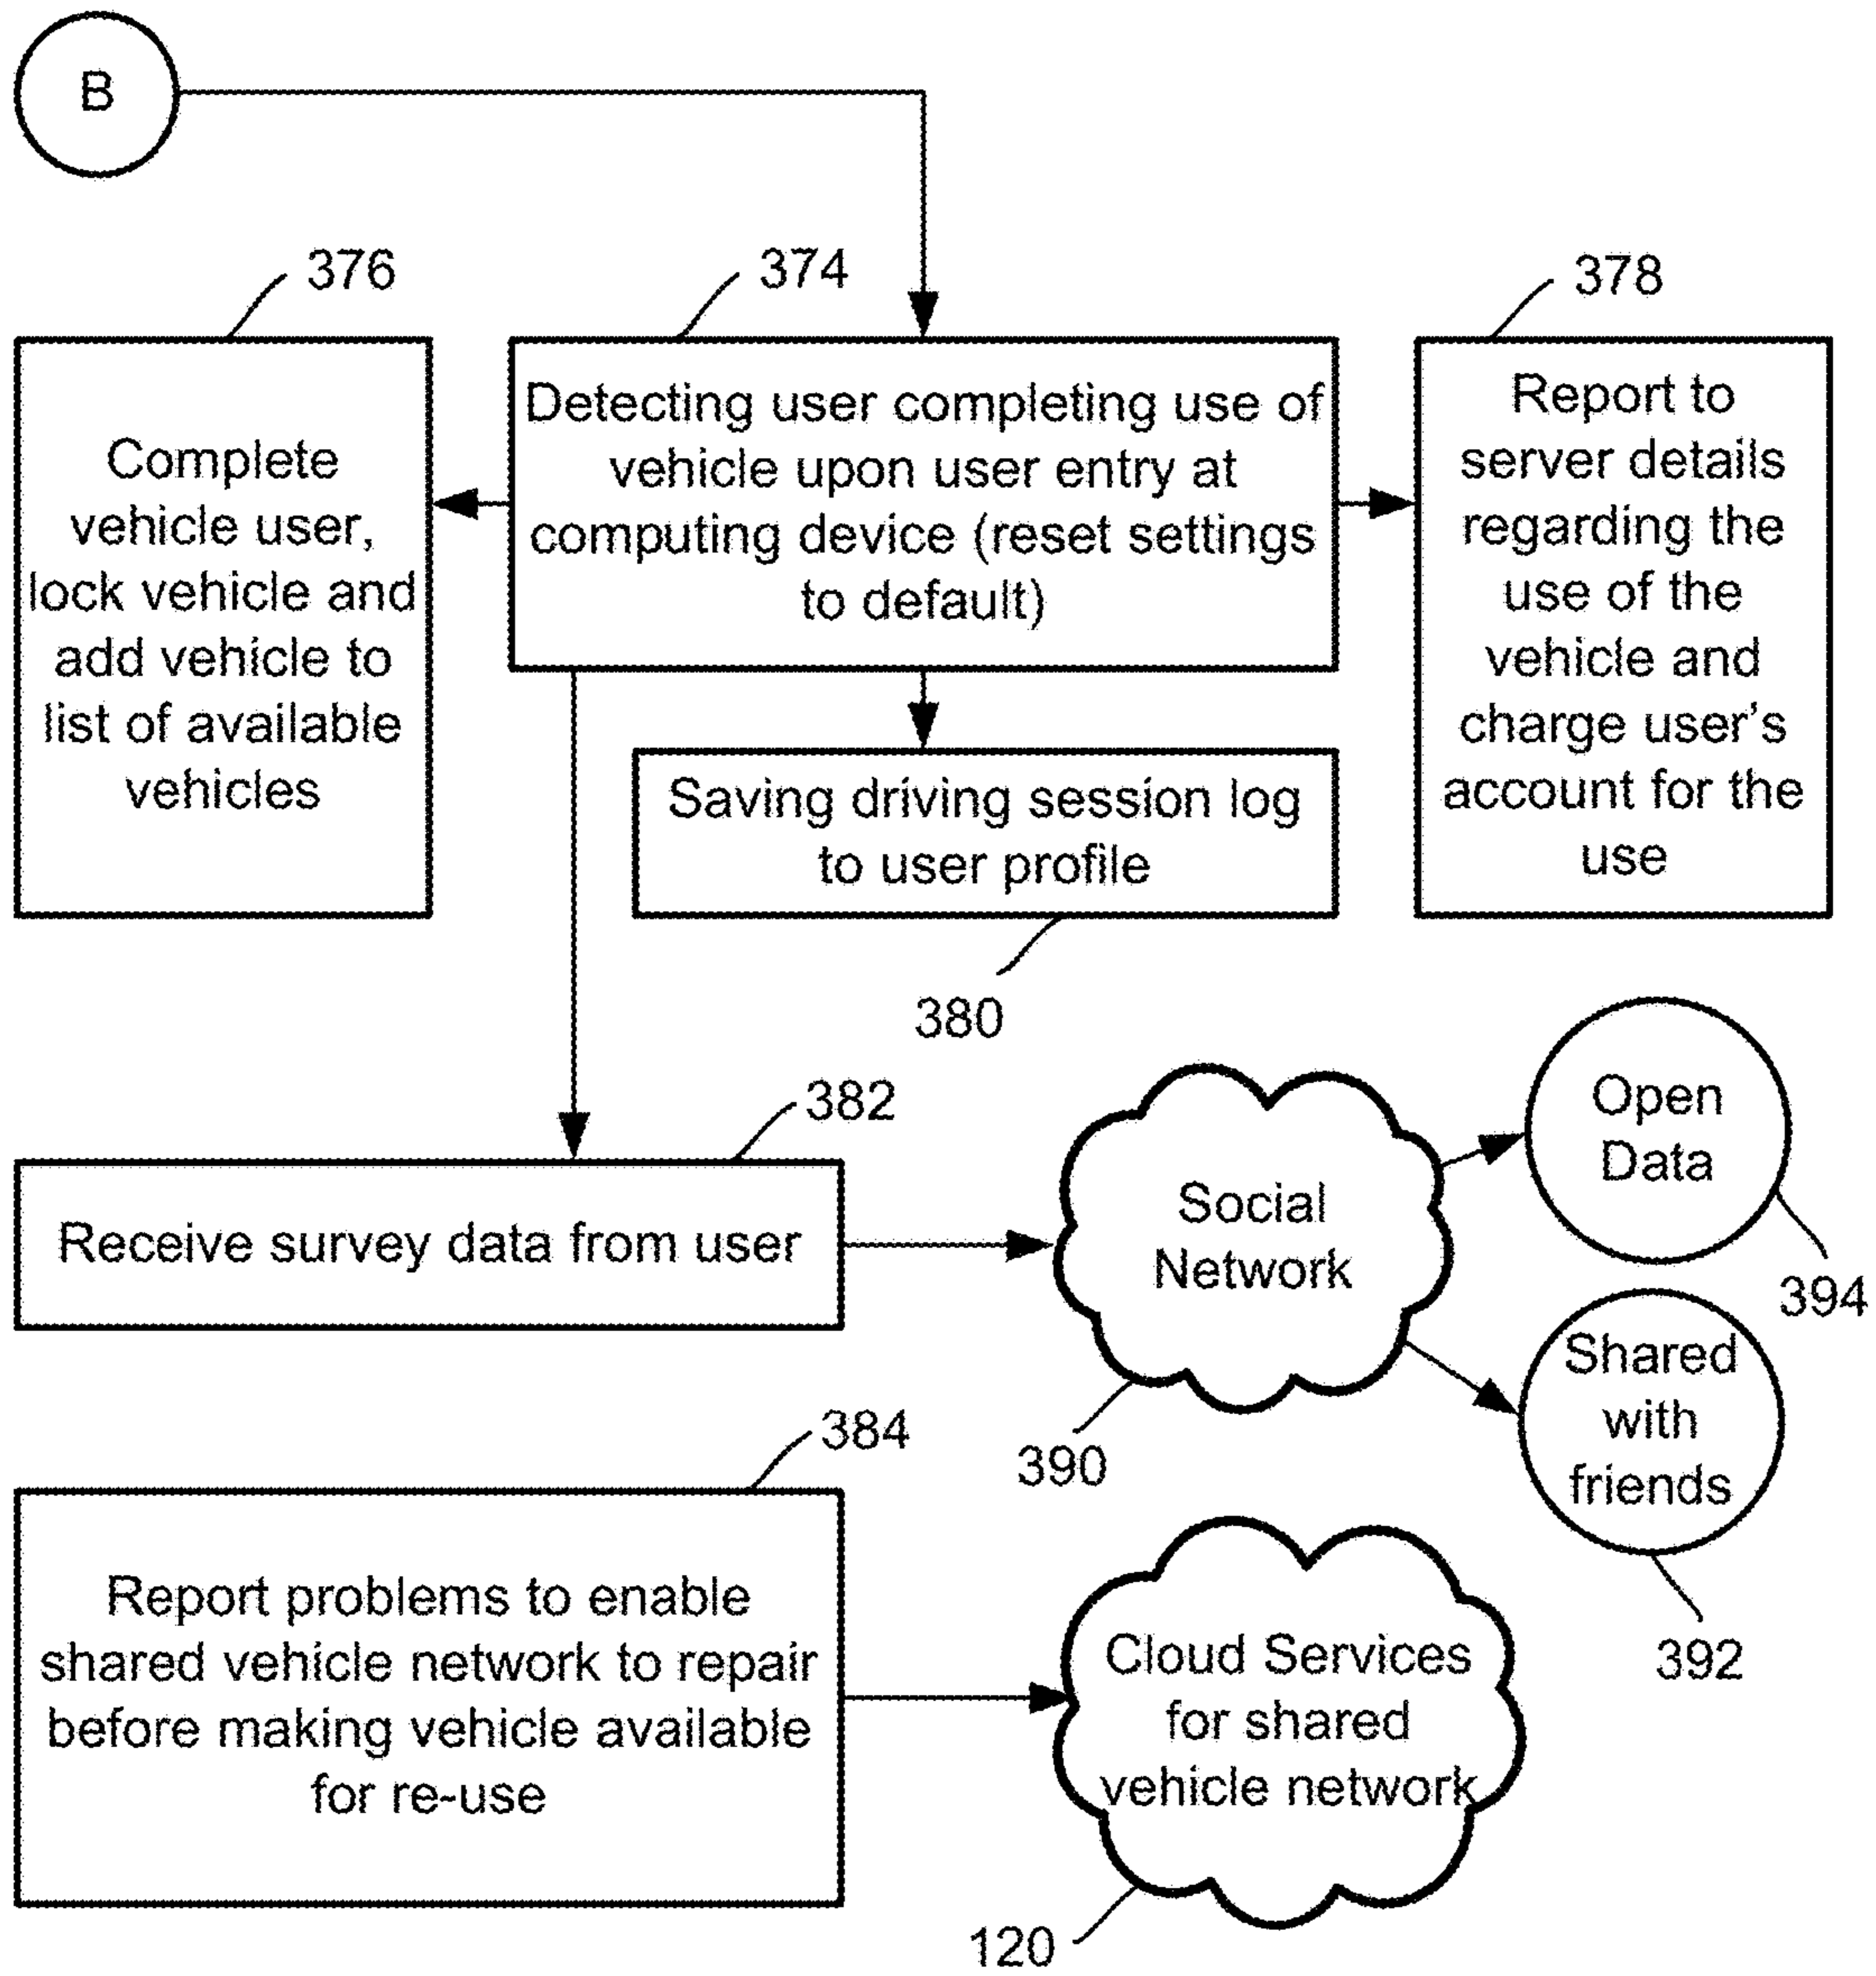 B
376
374
378
Complete
vehicle user,
lock vehicle and
add vehicle to
list of available
vehicles
Detecting user completing use of
vehicle upon user entry at
computing device (reset settings
to default)
Report to
server details
regarding the
use of the
vehicle and
charge user's
account for the
use
Saving driving session log
to user profile
380
382
Receive survey data from user
Social
Network
390
Open
Data
394
Shared
with
friends
392
384
Report problems to enable
shared vehicle network to repair
before making vehicle available
for re-use
Cloud Services
for shared
vehicle network
120